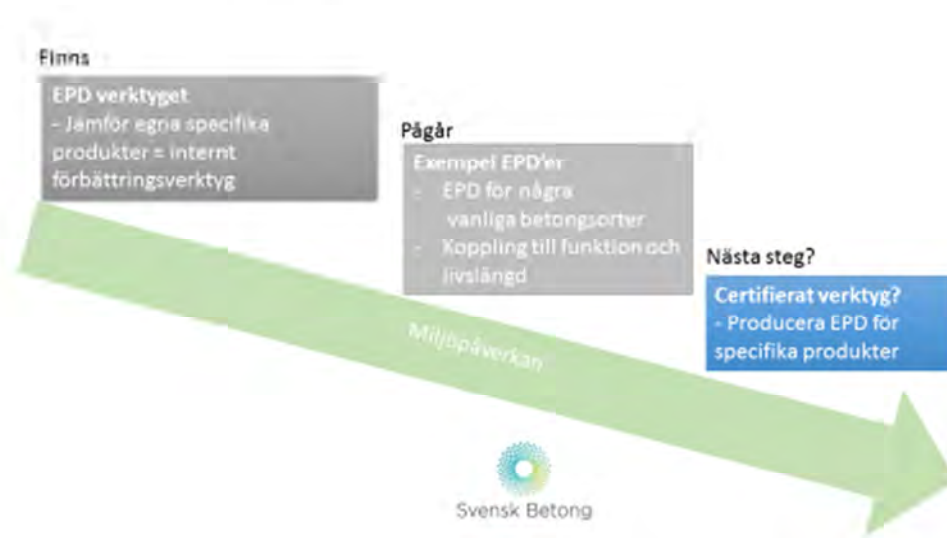 Finns
EPD verktyget
- Jämför egna specifika
produkter = internt
förbättringsverktyg
Pågår
Exempel EPD'er
- EPD för några
vanliga betongsorter
- Koppling till funktion och
livslängd
Nästa steg?
Certifierat verktyg?
- Producera EPD för
specifika produkter
Miljöpåverkan
Svensk Betong